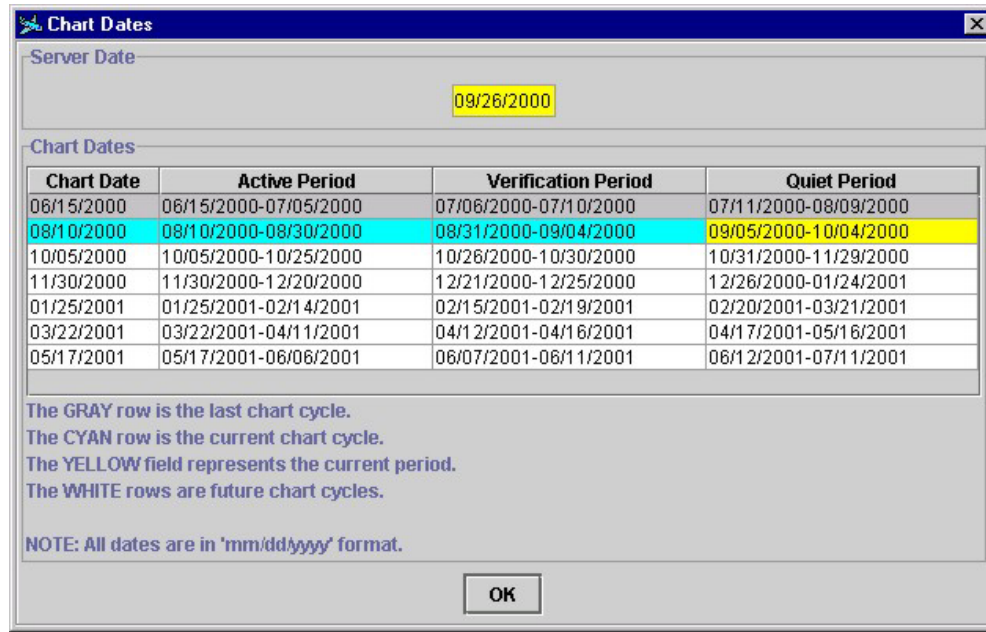 Chart Dates
Server Date
09/26/2000
Chart Dates
Chart Date Active Period Verification Period Quiet Period
06/15/2000 06/15/2000-07/05/2000 07/06/2000-07/10/2000 07/11/2000-08/09/2000
08/10/2000 08/10/2000-08/30/2000 08/31/2000-09/04/2000 09/05/2000-10/04/2000
10/05/2000 10/05/2000-10/25/2000 10/26/2000-10/30/2000 10/31/2000-11/29/2000
11/30/2000 11/30/2000-12/20/2000 12/21/2000-12/25/2000 12/26/2000-01/24/2001
01/25/2001 01/25/2001-02/14/2001 02/15/2001-02/19/2001 02/20/2001-03/21/2001
03/22/2001 03/22/2001-04/11/2001 04/12/2001-04/16/2001 04/17/2001-05/16/2001
05/17/2001 05/17/2001-06/06/2001 06/07/2001-06/11/2001 06/12/2001-07/11/2001
The GRAY row is the last chart cycle.
The CYAN row is the current chart cycle.
The YELLOW field represents the current period.
The WHITE rows are future chart cycles.
NOTE: All dates are in 'mm/dd/yyyy' format.
OK